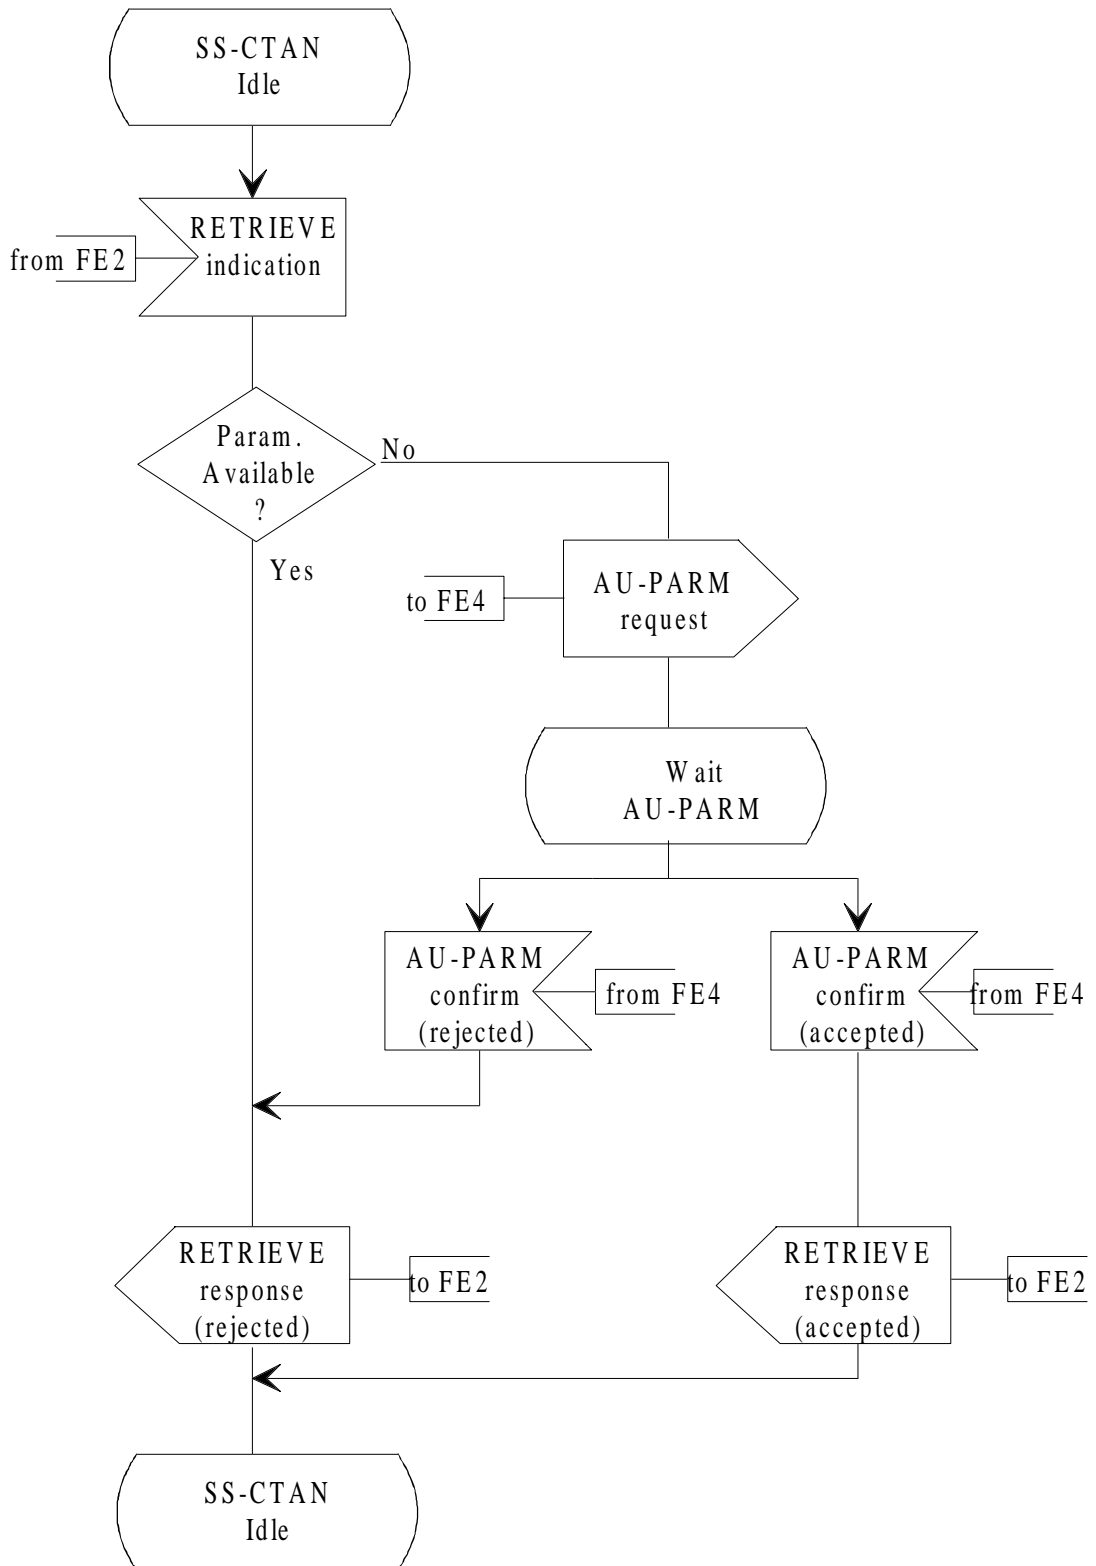 SS-CTAN
Idle
RETRIEVE
indication
from FE2
Param.
Available
?
No
Yes
AU-PARM
request
to FE4
Wait
AU-PARM
AU-PARM
confirm
(rejected)
from FE4
AU-PARM
confirm
(accepted)
from FE4
RETRIEVE
response
(rejected)
to FE2
RETRIEVE
response
(accepted)
to FE2
SS-CTAN
Idle